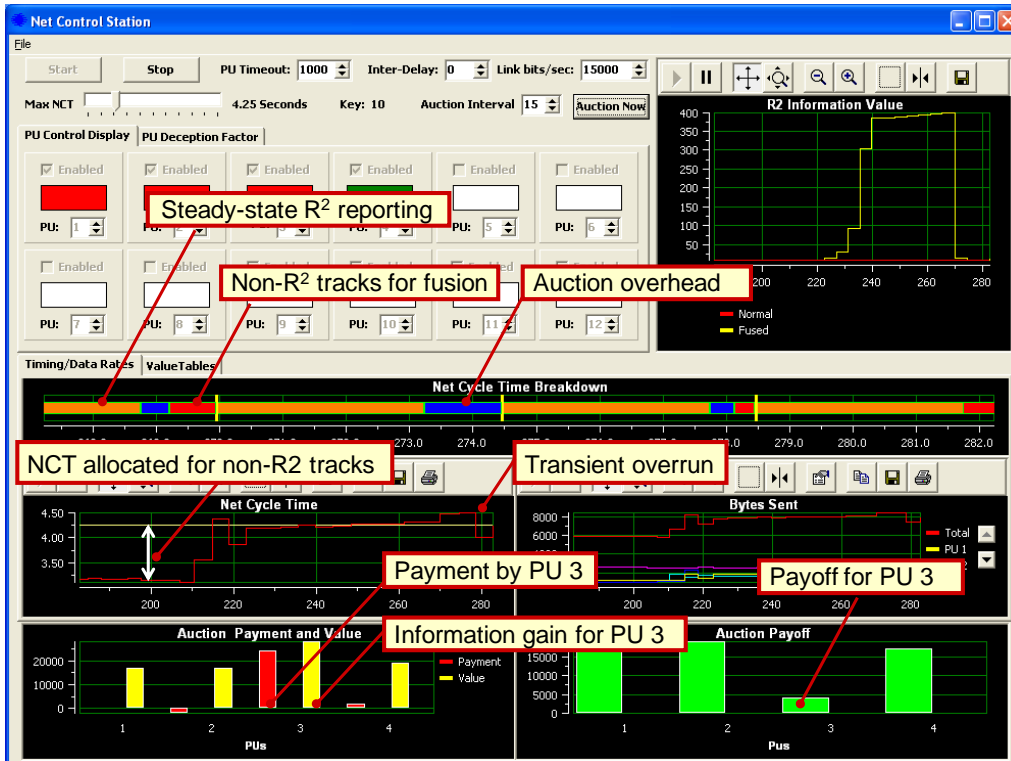 Net Control Station
File
Start Stop PU Timeout: 1000 Inter-Delay: 0 Link bits/sec: 15000
Max NCT 4.25 Seconds Key: 10 Auction Interval 15 Auction Now
PU Control Display PU Deception Factor
Enabled Enabled Enabled Enabled Enabled Enabled
Steady-state R² reporting
PU: 1 PU: 2 PU: 3 PU: 4 PU: 5 PU: 6
Enabled Enabled Enabled
Non-R² tracks for fusion
Auction overhead
PU: 7 PU: 8 PU: 9 PU: 10 PU: 11 PU: 12
R2 Information Value
400
350
300
250
200
150
100
50
200 220 240 260 280
Normal
Fused
Timing/Data Rates ValueTables
Net Cycle Time Breakdown
273.0 274.0 278.0 279.0 280.0 281.0 282.0
NCT allocated for non-R2 tracks
Transient overrun
Net Cycle Time
4.50
4.00
3.50
200 220 240 260 280
Bytes Sent
8000
6000
200 220 240 260 280
Total
PU 1
Payment by PU 3
Payoff for PU 3
Auction Payment and Value
Information gain for PU 3
20000
10000
0
1 2 3 4
PUs
Payment
Value
Auction Payoff
15000
10000
5000
0
1 2 3 4
Pus